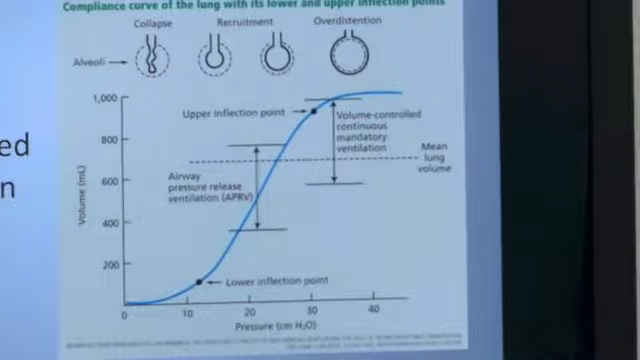 Compliance curve of the lung with its lower and upper inflection points
Collapse
Recruitment
Overdistention
Alveoli
ed
n
1,000
800
600
400
200
Volume (mL)
Upper inflection point
Volume-controlled
continuous
mandatory
ventilation
Mean
lung
volume
Airway
pressure release
ventilation (APRV)
Lower inflection point
0
10
20
30
40
Pressure (cm H₂O)